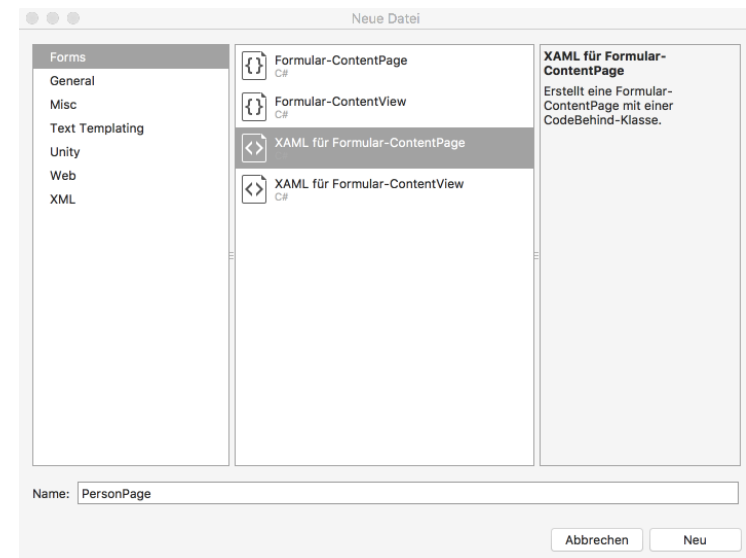 Neue Datei
Forms
General
Misc
Text Templating
Unity
Web
XML
Formular-ContentPage
C#
Formular-ContentView
C#
XAML für Formular-ContentPage
XAML für Formular-ContentView
C#
XAML für Formular-
ContentPage
Erstellt eine Formular-
ContentPage mit einer
CodeBehind-Klasse.
Name: PersonPage
Abbrechen Neu